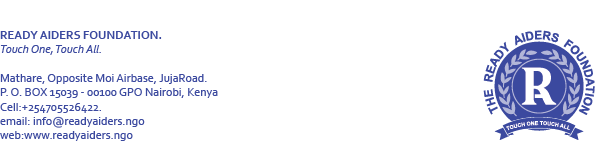 READY AIDERS FOUNDATION.
Touch One, Touch All.
Mathare, Opposite Moi Airbase, JujaRoad.
P. O. BOX 15039 - 00100 GPO Nairobi, Kenya
Cell:+254705526422.
email: info@readyaiders.ngo
web:www.readyaiders.ngo
THE READY AIDERS FOUNDATION
R
TOUCH ONE TOUCH ALL